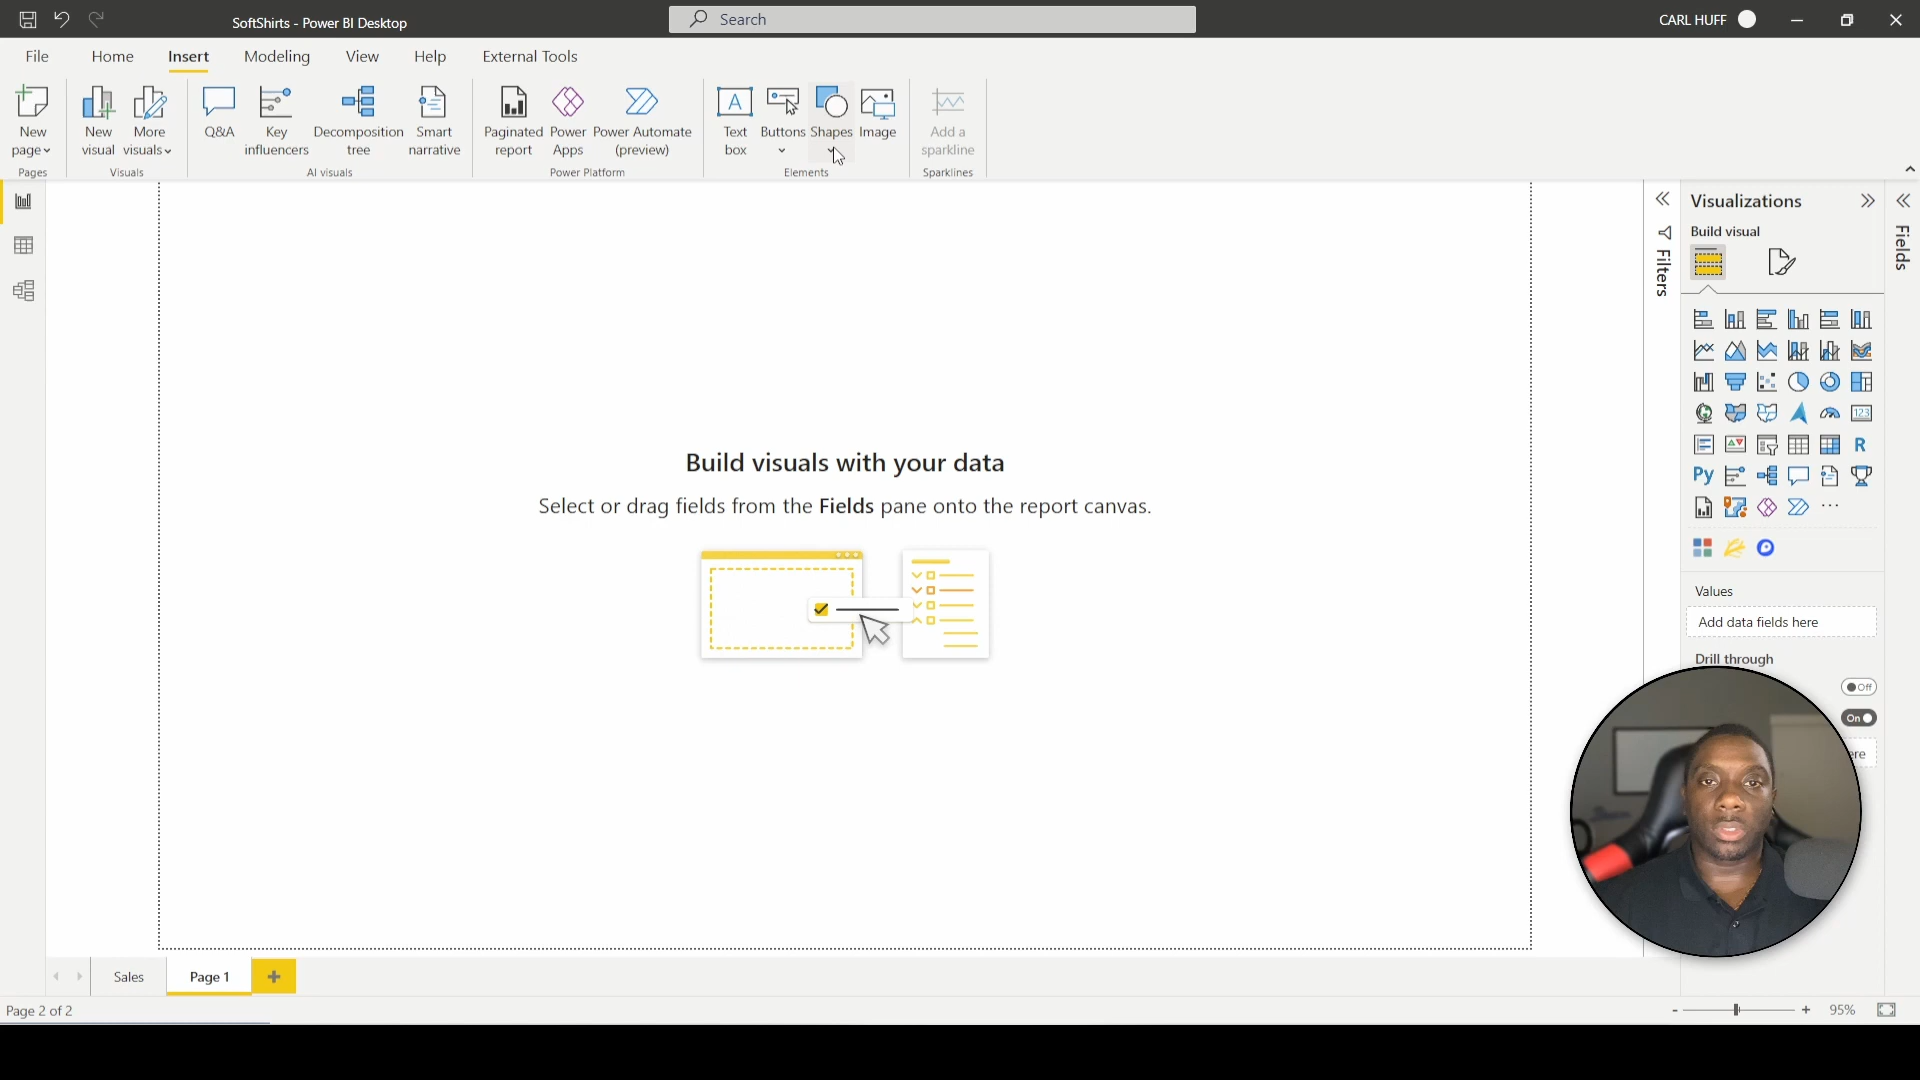 SoftShirts - Power BI Desktop
Search
CARL HUFF
File
Home
Insert
Modeling
View
Help
External Tools
New page
New visual
More visuals
Q&A
Key influencers
Decomposition tree
Smart narrative
Paginated report
Power Apps
Power Automate (preview)
Text box
Buttons
Shapes
Image
Add a sparkline
Pages
Visuals
AI visuals
Power Platform
Elements
Sparklines
Filters
Visualizations
Build visual
Fields
123
R
Py
Values
Add data fields here
Drill through
Off
On
ere
Build visuals with your data
Select or drag fields from the Fields pane onto the report canvas.
Sales
Page 1
Page 2 of 2
95%